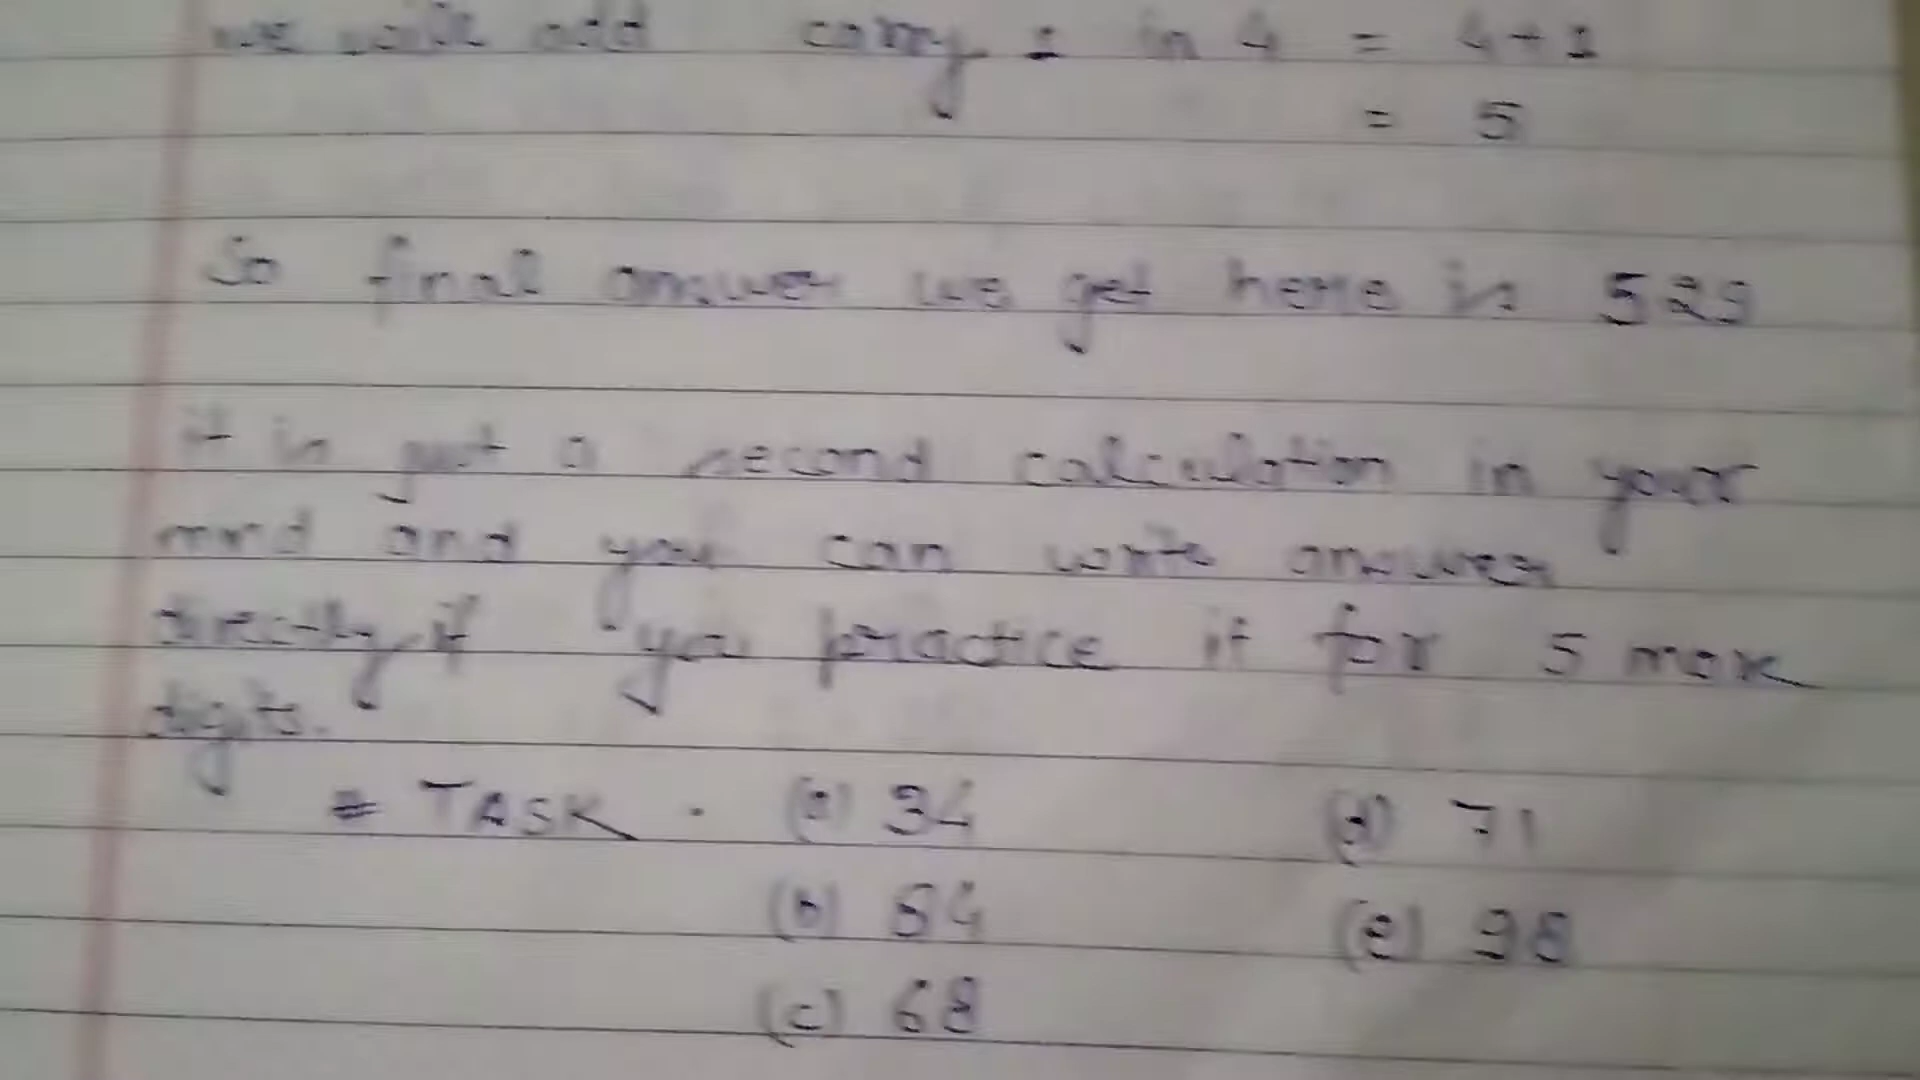 we will add carry 1 in 4 = 4+1
= 5
So final answer we get here is 529
it is just a second calculation in your
mind and you can write answer
directly if you practice it for 5 more
digits.
= TASK . (a) 34 (d) 71
(b) 54 (e) 98
(c) 68